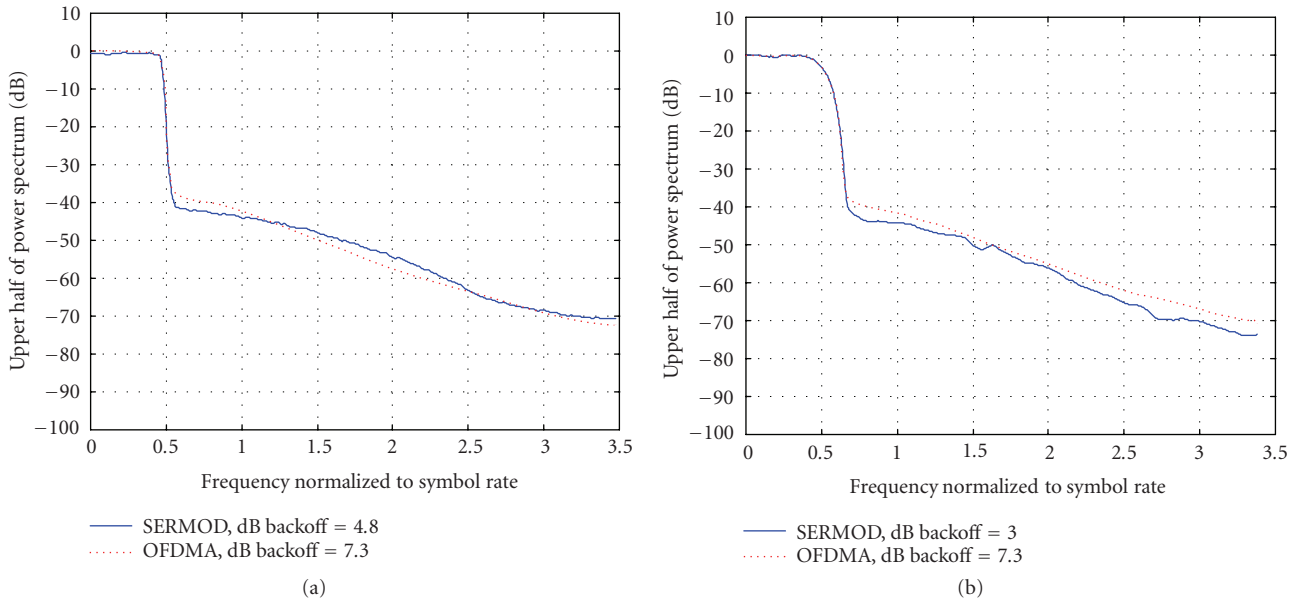 10
0
−10
−20
−30
−40
−50
−60
−70
−80
−90
−100
Upper half of power spectrum (dB)
0 0.5 1 1.5 2 2.5 3 3.5
Frequency normalized to symbol rate
SERMOD, dB backoff = 4.8
OFDMA, dB backoff = 7.3
(a)
10
0
−10
−20
−30
−40
−50
−60
−70
−80
−90
−100
Upper half of power spectrum (dB)
0 0.5 1 1.5 2 2.5 3 3.5
Frequency normalized to symbol rate
SERMOD, dB backoff = 3
OFDMA, dB backoff = 7.3
(b)